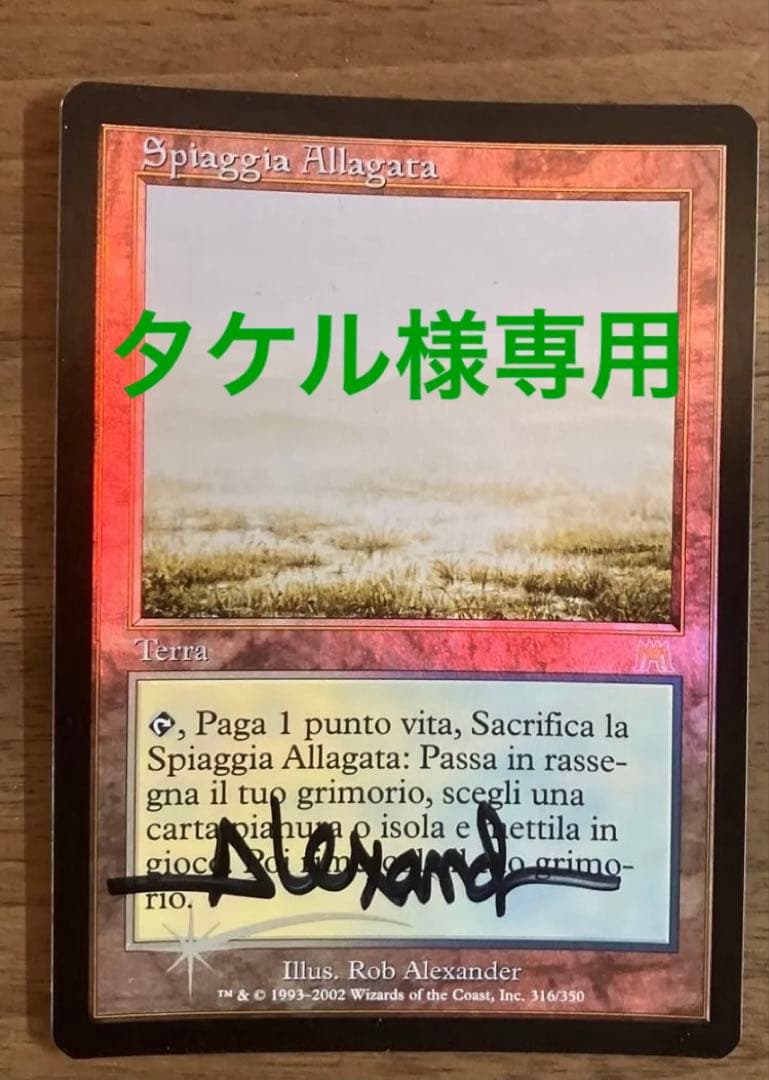 Spiaggia Allagata
タケル様専用
Terra
, Paga 1 punto vita, Sacrifica la
Spiaggia Allagata: Passa in rasse-
gna il tuo grimorio, scegli una
carta pianura o isola e mettila in
gioco. Poi grimo-
rio.
Alexand
Illus. Rob Alexander
™ & © 1993–2002 Wizards of the Coast, Inc. 316/350